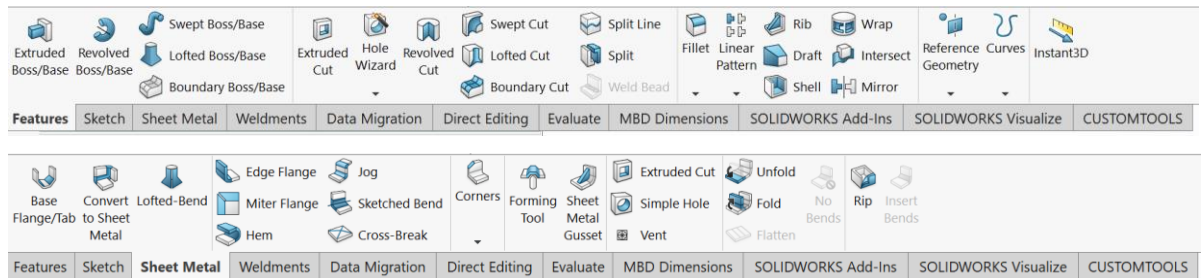 Extruded Boss/Base
Revolved Boss/Base
Swept Boss/Base
Lofted Boss/Base
Boundary Boss/Base
Extruded Cut
Hole Wizard
Revolved Cut
Swept Cut
Lofted Cut
Boundary Cut
Split Line
Split
Weld Bead
Fillet
Linear Pattern
Rib
Draft
Shell
Wrap
Intersect
Mirror
Reference Geometry
Curves
Instant3D
Features Sketch Sheet Metal Weldments Data Migration Direct Editing Evaluate MBD Dimensions SOLIDWORKS Add-Ins SOLIDWORKS Visualize CUSTOMTOOLS
Base Flange/Tab
Convert to Sheet Metal
Lofted-Bend
Edge Flange
Miter Flange
Hem
Jog
Sketched Bend
Cross-Break
Corners
Forming Tool
Sheet Metal Gusset
Extruded Cut
Simple Hole
Vent
Unfold
Fold
Flatten
No Bends
Rip
Insert Bends
Features Sketch Sheet Metal Weldments Data Migration Direct Editing Evaluate MBD Dimensions SOLIDWORKS Add-Ins SOLIDWORKS Visualize CUSTOMTOOLS